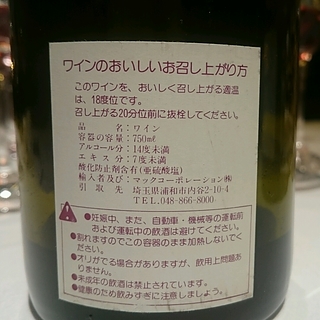 ワインのおいしいお召し上がり方
このワインを、おいしく召し上がる適温
は、18度位です。
召し上がる20分位前に抜栓してください。
品名：ワイン
容器の容量：750㎖
アルコール分：14度未満
エキス分：7度未満
酸化防止剤含有(亜硫酸塩)
輸入者及び：マックコーポレーション㈱
引取先 埼玉県浦和市内谷2-10-4
TEL.048-866-8000
●妊娠中、また、自動車・機械等の運転前
および運転中の飲酒は避けてください。
●割れますのでこの容器のまま加熱しないでく
ださい。
●オリがでる場合がありますが、飲用上問題あ
りません。
●未成年の飲酒は禁止されています。
●健康のため飲みすぎに注意しましょう。